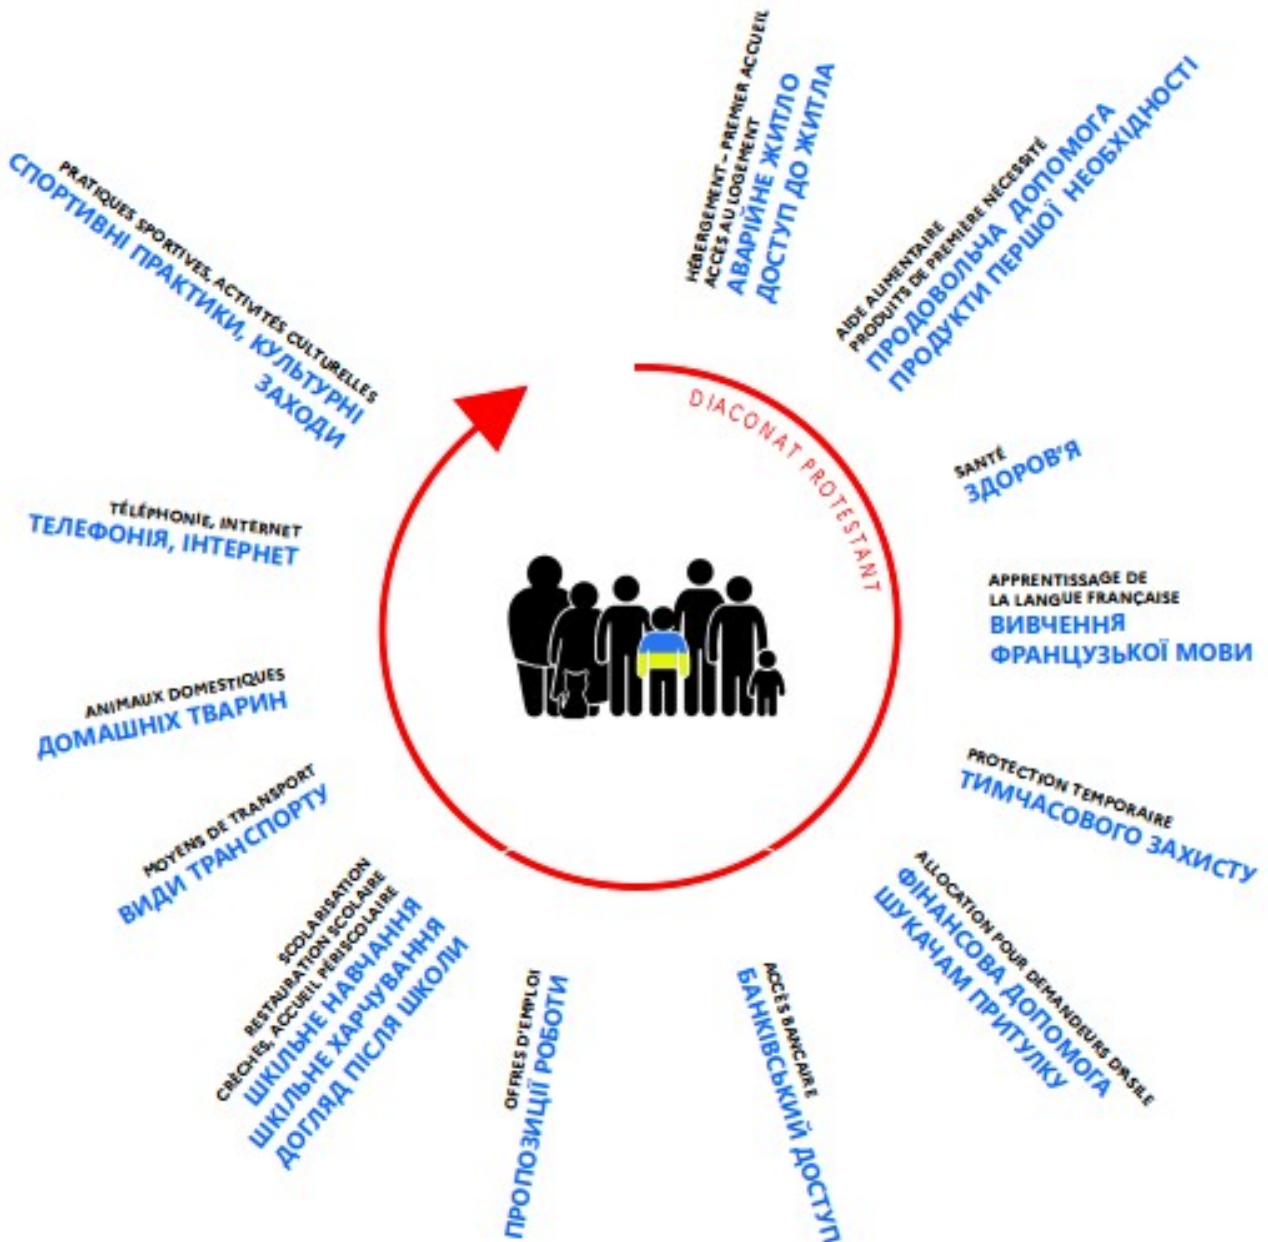 HÉBERGEMENT – PREMIER ACCUEIL
ACCÈS AU LOGEMENT
АВАРІЙНЕ ЖИТЛО
ДОСТУП ДО ЖИТЛА
AIDE ALIMENTAIRE
PRODUITS DE PREMIÈRE NÉCESSITÉ
ПРОДОВОЛЬЧА ДОПОМОГА
ПРОДУКТИ ПЕРШОЇ НЕОБХІДНОСТІ
SANTÉ
ЗДОРОВ'Я
APPRENTISSAGE DE
LA LANGUE FRANÇAISE
ВИВЧЕННЯ
ФРАНЦУЗЬКОЇ МОВИ
PROTECTION TEMPORAIRE
ТИМЧАСОВОГО ЗАХИСТУ
ALLOCATION POUR DEMANDEURS D'ASILE
ФІНАНСОВА ДОПОМОГА
ШУКАЧАМ ПРИТУЛКУ
ACCÈS BANCAIRE
БАНКІВСЬКИЙ ДОСТУП
OFFRES D'EMPLOI
ПРОПОЗИЦІЇ РОБОТИ
SCOLARISATION
RESTAURATION SCOLAIRE
CRÈCHES, ACCUEIL PÉRISCOLAIRE
ШКІЛЬНЕ НАВЧАННЯ
ШКІЛЬНЕ ХАРЧУВАННЯ
ДОГЛЯД ПІСЛЯ ШКОЛИ
MOYENS DE TRANSPORT
ВИДИ ТРАНСПОРТУ
ANIMAUX DOMESTIQUES
ДОМАШНІХ ТВАРИН
TÉLÉPHONIE, INTERNET
ТЕЛЕФОНІЯ, ІНТЕРНЕТ
PRATIQUES SPORTIVES, ACTIVITÉS CULTURELLES
СПОРТИВНІ ПРАКТИКИ, КУЛЬТУРНІ
ЗАХОДИ
DIACONAT PROTESTANT